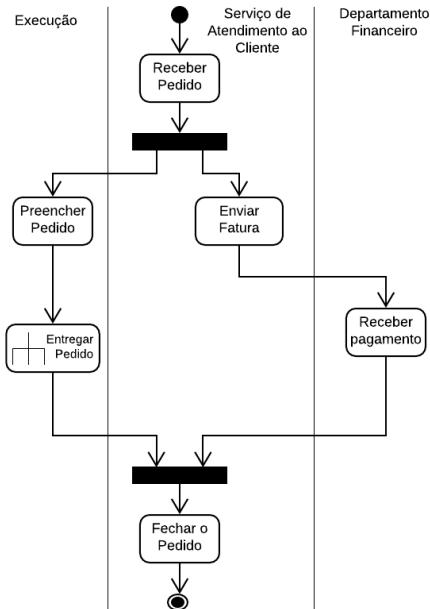 Execução
Serviço de
Atendimento ao
Cliente
Departamento
Financeiro
Receber
Pedido
Preencher
Pedido
Enviar
Fatura
Entregar
Pedido
Receber
pagamento
Fechar o
Pedido